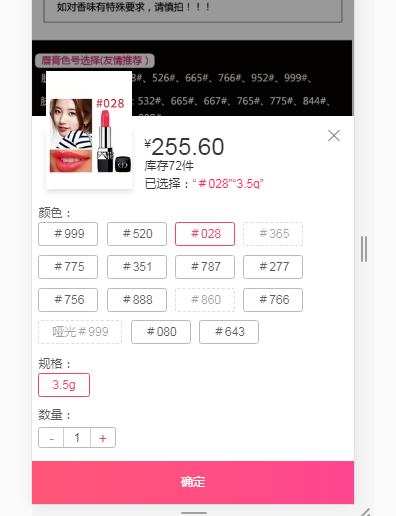 如对香味有特殊要求，请慎拍！！！
唇膏色号选择(友情推荐）
8#、526#、665#、766#、952#、999#、
：532#、665#、667#、765#、775#、844#、
#028
¥255.60
库存72件
已选择：“＃028”“3.5g”
颜色：
＃999 ＃520 ＃028 ＃365
＃775 ＃351 ＃787 ＃277
＃756 ＃888 ＃860 ＃766
哑光＃999 ＃080 ＃643
规格：
3.5g
数量：
- 1 +
确定